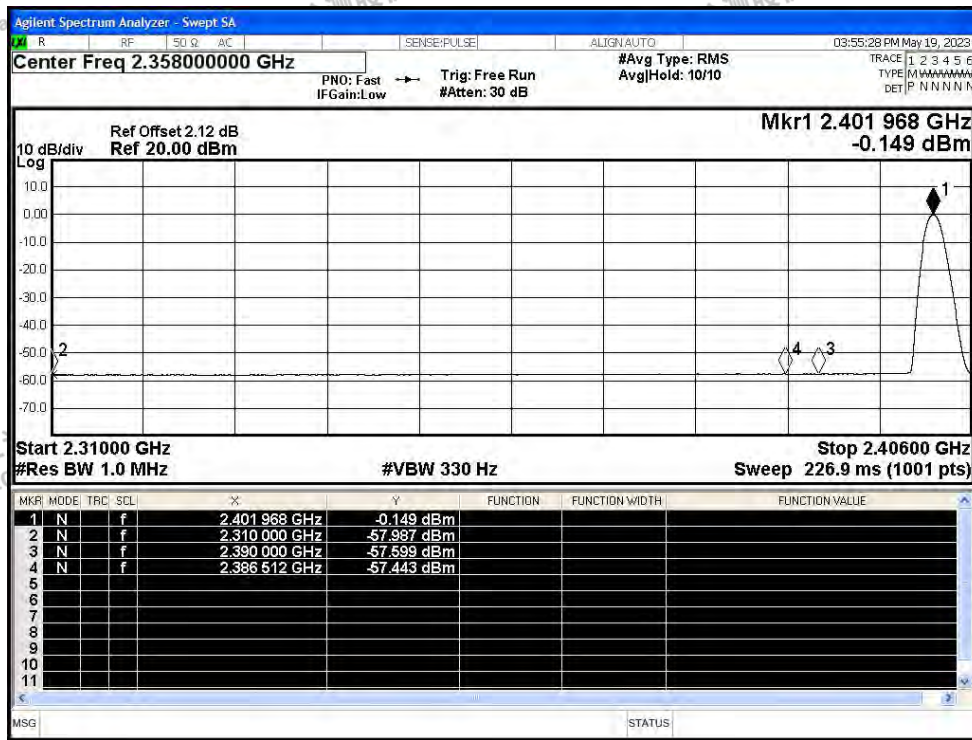 Agilent Spectrum Analyzer - Swept SA
LXI R RF 50 Ω AC SENSE:PULSE ALIGN AUTO 03:55:28 PM May 19, 2023
Center Freq 2.358000000 GHz
PNO: Fast
IFGain:Low
Trig: Free Run
#Atten: 30 dB
#Avg Type: RMS
Avg|Hold: 10/10
TRACE 1 2 3 4 5 6
TYPE M W W W W W
DET P N N N N N
Mkr1 2.401 968 GHz
-0.149 dBm
Ref Offset 2.12 dB
10 dB/div Ref 20.00 dBm
Log
10.0
0.00
-10.0
-20.0
-30.0
-40.0
-50.0
-60.0
-70.0
1
2
4
3
Start 2.31000 GHz Stop 2.40600 GHz
#Res BW 1.0 MHz #VBW 330 Hz Sweep 226.9 ms (1001 pts)
MKR MODE TRC SCL X Y FUNCTION FUNCTION WIDTH FUNCTION VALUE
1 N f 2.401 968 GHz -0.149 dBm
2 N f 2.310 000 GHz -57.987 dBm
3 N f 2.390 000 GHz -57.599 dBm
4 N f 2.386 512 GHz -57.443 dBm
5
6
7
8
9
10
11
MSG STATUS